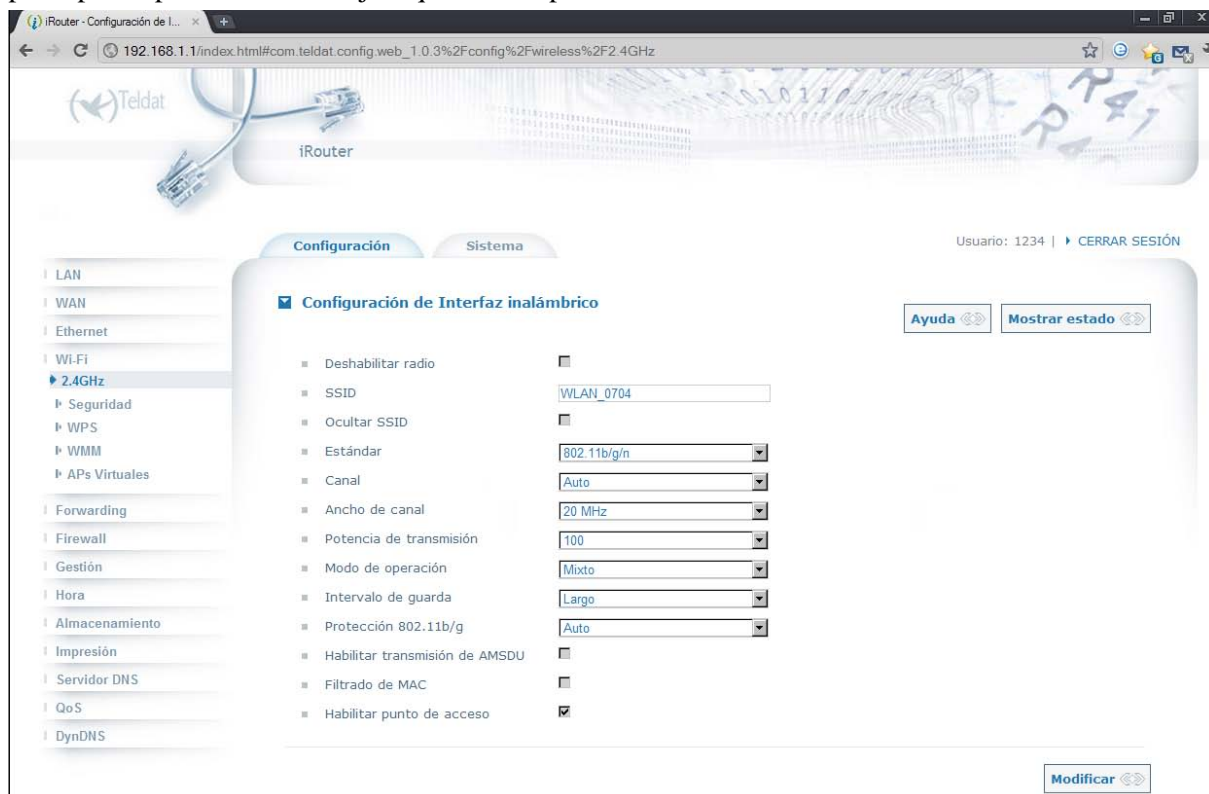 iRouter - Configuración de l...
192.168.1.1/index.html#com.teldat.config.web_1.0.3%2Fconfig%2Fwireless%2F2.4GHz
Teldat
iRouter
Configuración
Sistema
Usuario: 1234 | CERRAR SESIÓN
LAN
WAN
Ethernet
Wi-Fi
2.4GHz
Seguridad
WPS
WMM
APs Virtuales
Forwarding
Firewall
Gestión
Hora
Almacenamiento
Impresión
Servidor DNS
QoS
DynDNS
Configuración de Interfaz inalámbrico
Ayuda
Mostrar estado
Deshabilitar radio
SSID WLAN_0704
Ocultar SSID
Estándar 802.11b/g/n
Canal Auto
Ancho de canal 20 MHz
Potencia de transmisión 100
Modo de operación Mixto
Intervalo de guarda Largo
Protección 802.11b/g Auto
Habilitar transmisión de AMSDU
Filtrado de MAC
Habilitar punto de acceso
Modificar